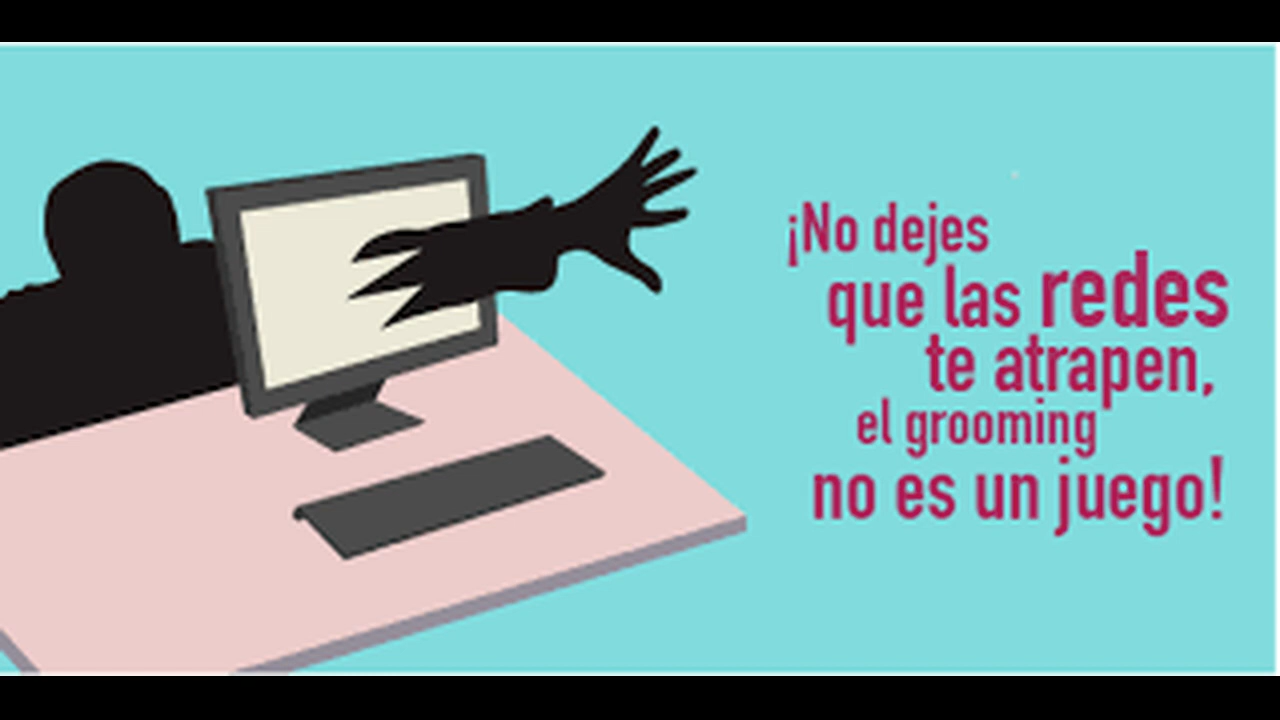 ¡No dejes
que las redes
te atrapen,
el grooming
no es un juego!